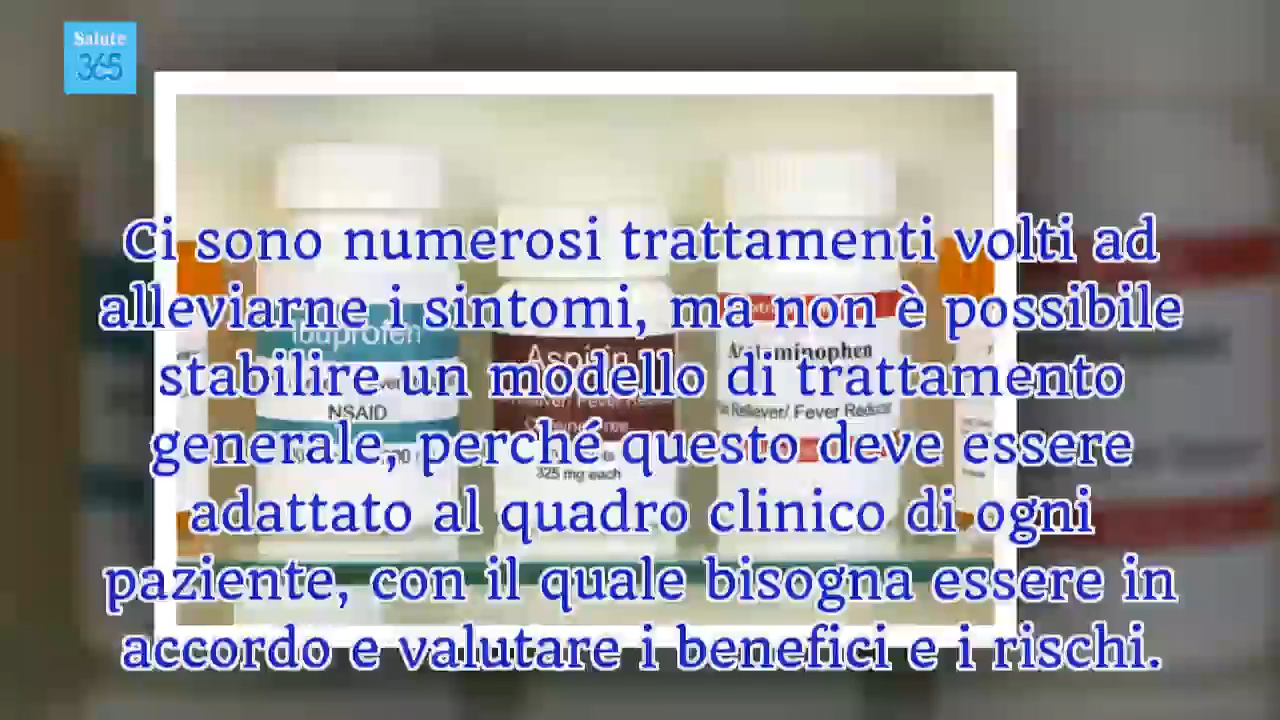 Salute
365
Ci sono numerosi trattamenti volti ad
alleviarne i sintomi, ma non è possibile
stabilire un modello di trattamento
generale, perché questo deve essere
adattato al quadro clinico di ogni
paziente, con il quale bisogna essere in
accordo e valutare i benefici e i rischi.
Ibuprofen
NSAID
Aspirin
325 mg each
Acetaminophen
Reliever/ Fever Reducer